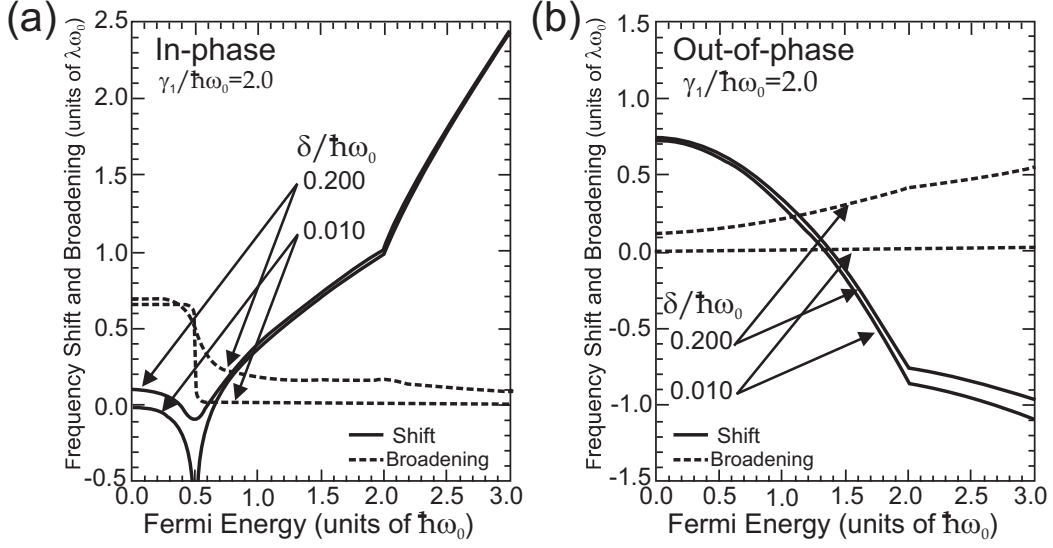 (a)
Frequency Shift and Broadening (units of λω₀)
2.5
2.0
1.5
1.0
0.5
0.0
-0.5
In-phase
γ₁/ħω₀=2.0
δ/ħω₀
0.200
0.010
Shift
Broadening
0.0 0.5 1.0 1.5 2.0 2.5 3.0
Fermi Energy (units of ħω₀)
(b)
Frequency Shift and Broadening (units of λω₀)
1.5
1.0
0.5
0.0
-0.5
-1.0
-1.5
Out-of-phase
γ₁/ħω₀=2.0
δ/ħω₀
0.200
0.010
Shift
Broadening
0.0 0.5 1.0 1.5 2.0 2.5 3.0
Fermi Energy (units of ħω₀)